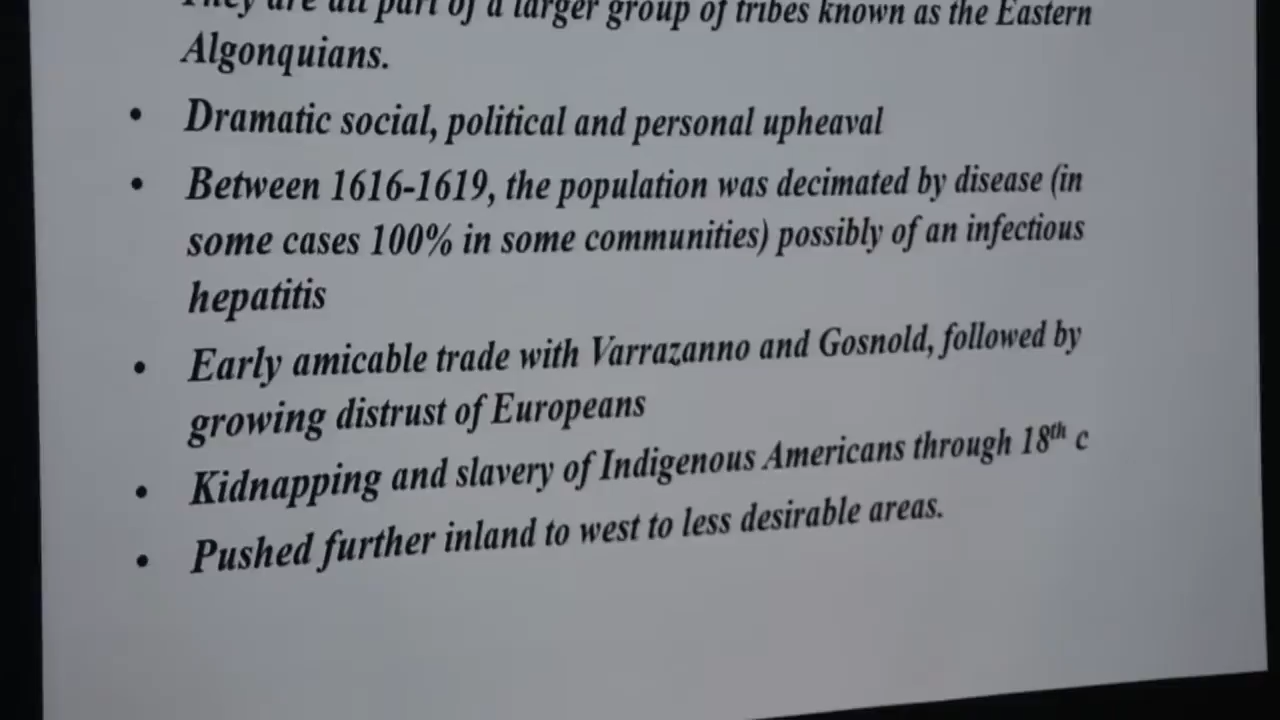 They are all part of a larger group of tribes known as the Eastern
Algonquians.
• Dramatic social, political and personal upheaval
• Between 1616-1619, the population was decimated by disease (in
some cases 100% in some communities) possibly of an infectious
hepatitis
• Early amicable trade with Varrazanno and Gosnold, followed by
growing distrust of Europeans
• Kidnapping and slavery of Indigenous Americans through 18th c
• Pushed further inland to west to less desirable areas.